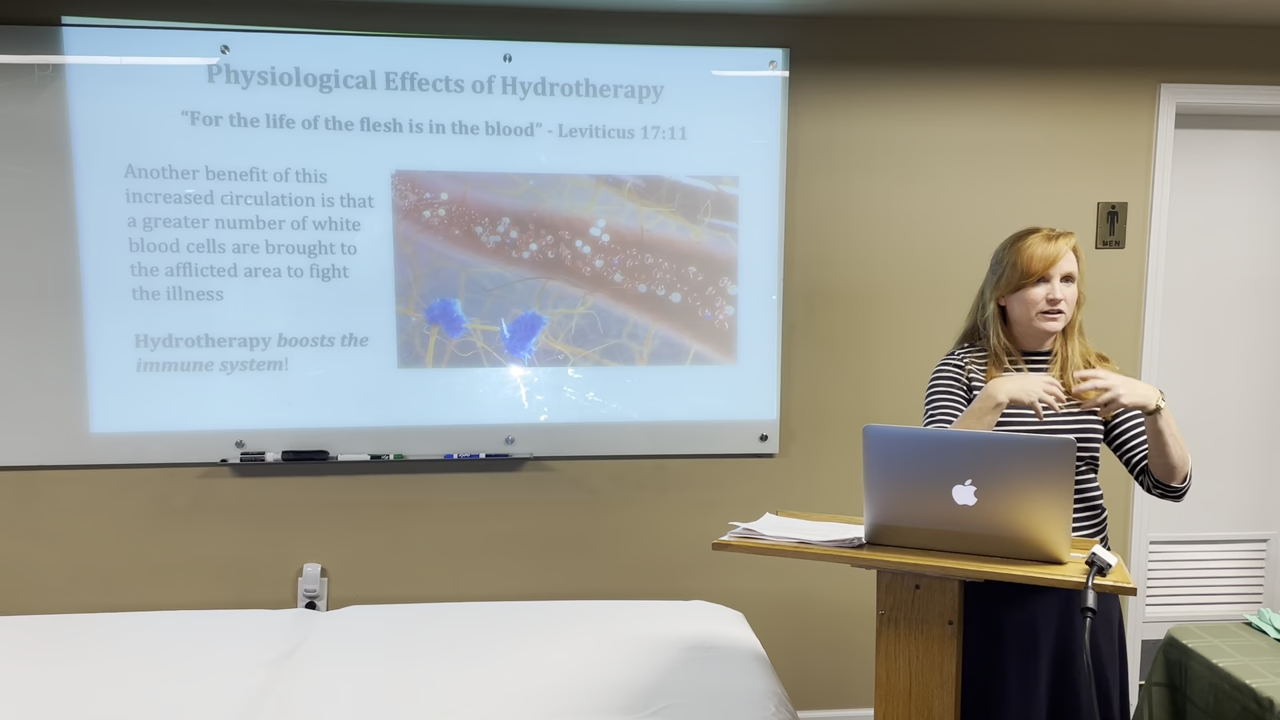 Physiological Effects of Hydrotherapy
"For the life of the flesh is in the blood" - Leviticus 17:11
Another benefit of this
increased circulation is that
a greater number of white
blood cells are brought to
the afflicted area to fight
the illness
Hydrotherapy boosts the
immune system!
MEN